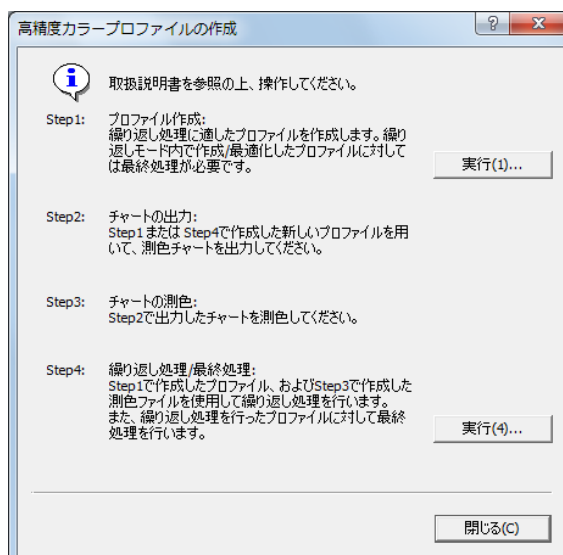 高精度カラープロファイルの作成
取扱説明書を参照の上、操作してください。
Step1:
プロファイル作成:
繰り返し処理に適したプロファイルを作成します。繰り
返しモード内で作成/最適化したプロファイルに対して
は最終処理が必要です。
実行(1)...
Step2:
チャートの出力:
Step1 または Step4で作成した新しいプロファイルを用
いて、測色チャートを出力してください。
Step3:
チャートの測色:
Step2で出力したチャートを測色してください。
Step4:
繰り返し処理/最終処理:
Step1で作成したプロファイル、およびStep3で作成した
測色ファイルを使用して繰り返し処理を行います。
また、繰り返し処理を行ったプロファイルに対して最終
処理を行います。
実行(4)...
閉じる(C)